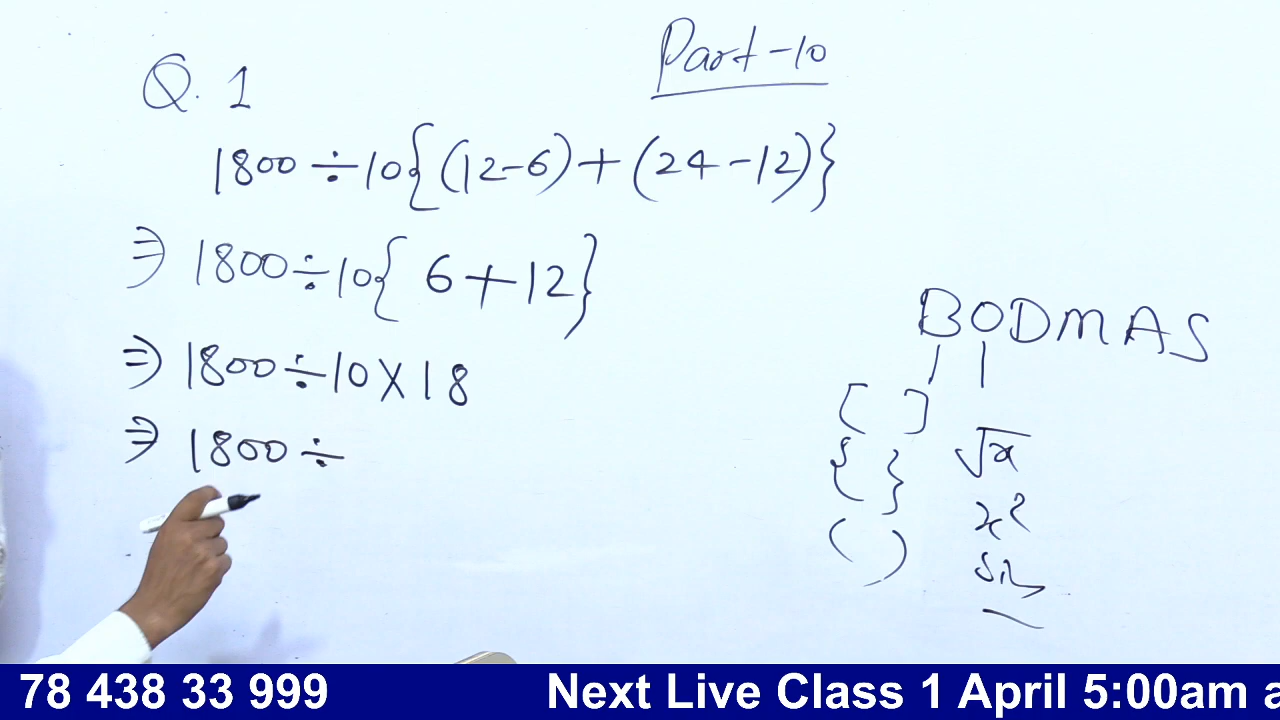 Part-10
Q. 1
1800÷10{(12-6)+(24-12)}
⇒ 1800÷10{ 6+12}
⇒ 1800÷10×18
⇒ 1800÷
BODMAS
[ ]
√x
{ }
x²
( )
78 438 33 999 Next Live Class 1 April 5:00am a